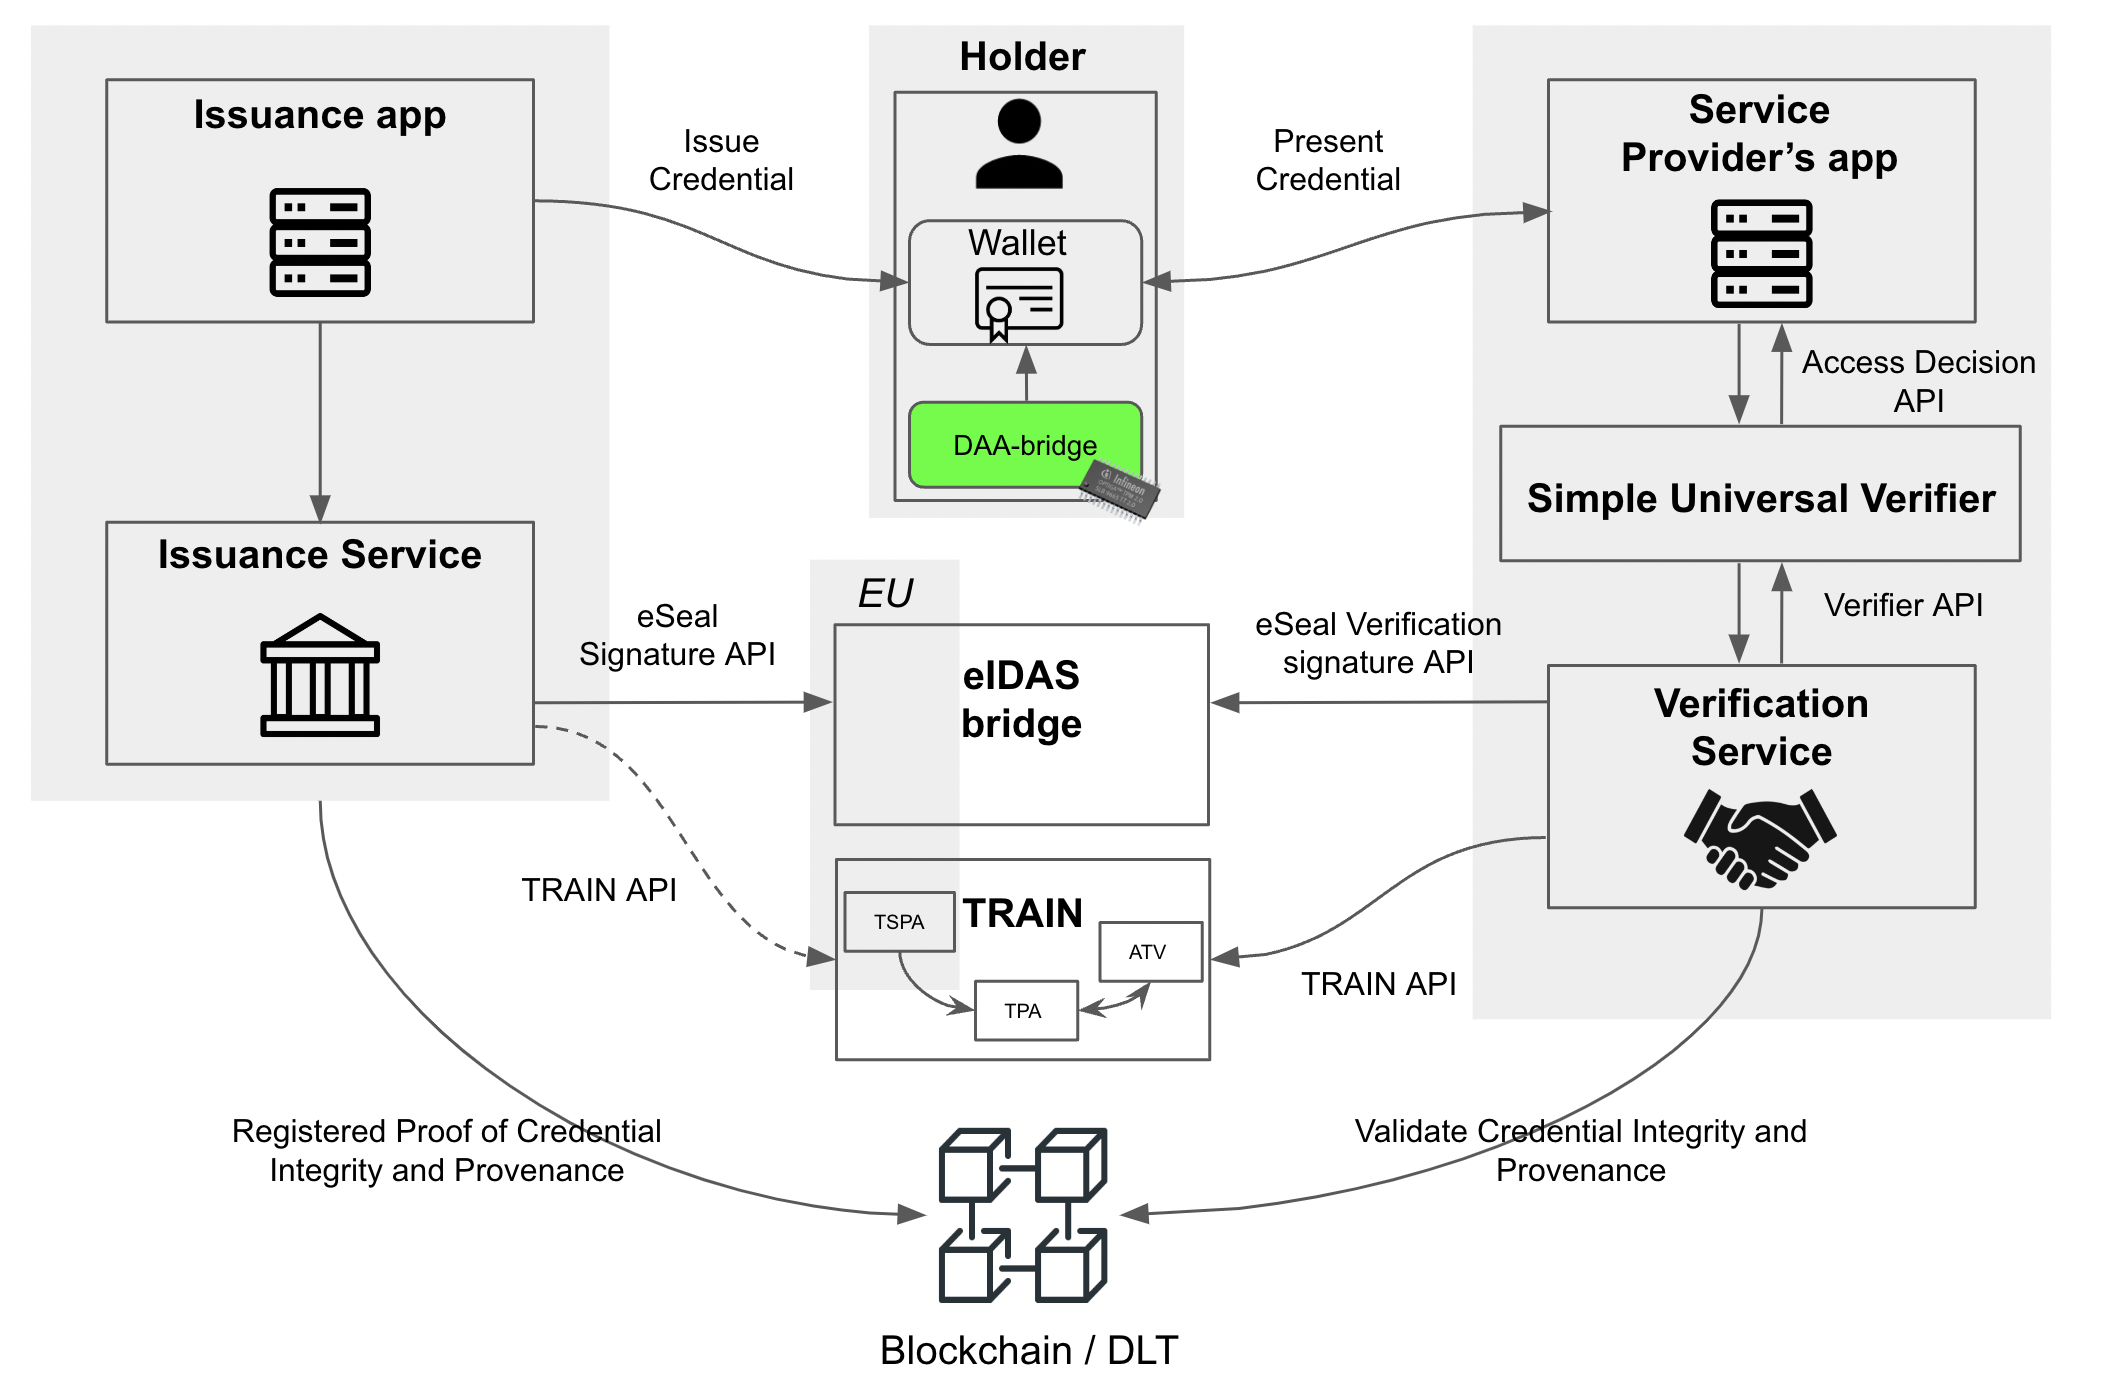 Issuance app
Issue
Credential
Holder
Wallet
DAA-bridge
Infineon
Present
Credential
Service
Provider’s app
Access Decision
API
Simple Universal Verifier
Verifier API
Issuance Service
eSeal
Signature API
EU
eIDAS
bridge
eSeal Verification
signature API
Verification
Service
TRAIN API
TSPA
TRAIN
ATV
TPA
TRAIN API
Registered Proof of Credential
Integrity and Provenance
Validate Credential Integrity and
Provenance
Blockchain / DLT